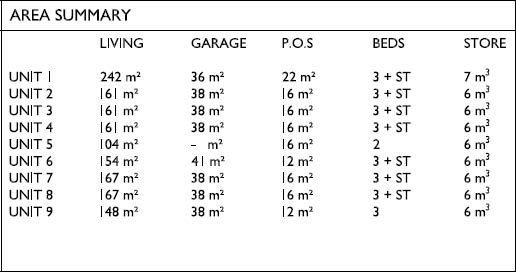 AREA SUMMARY
LIVING GARAGE P.O.S BEDS STORE
UNIT 1 242 m² 36 m² 22 m² 3 + ST 7 m³
UNIT 2 161 m² 38 m² 16 m² 3 + ST 6 m³
UNIT 3 161 m² 38 m² 16 m² 3 + ST 6 m³
UNIT 4 161 m² 38 m² 16 m² 3 + ST 6 m³
UNIT 5 104 m² – m² 16 m² 2 6 m³
UNIT 6 154 m² 41 m² 12 m² 3 + ST 6 m³
UNIT 7 167 m² 38 m² 16 m² 3 + ST 6 m³
UNIT 8 167 m² 38 m² 16 m² 3 + ST 6 m³
UNIT 9 148 m² 38 m² 12 m² 3 6 m³